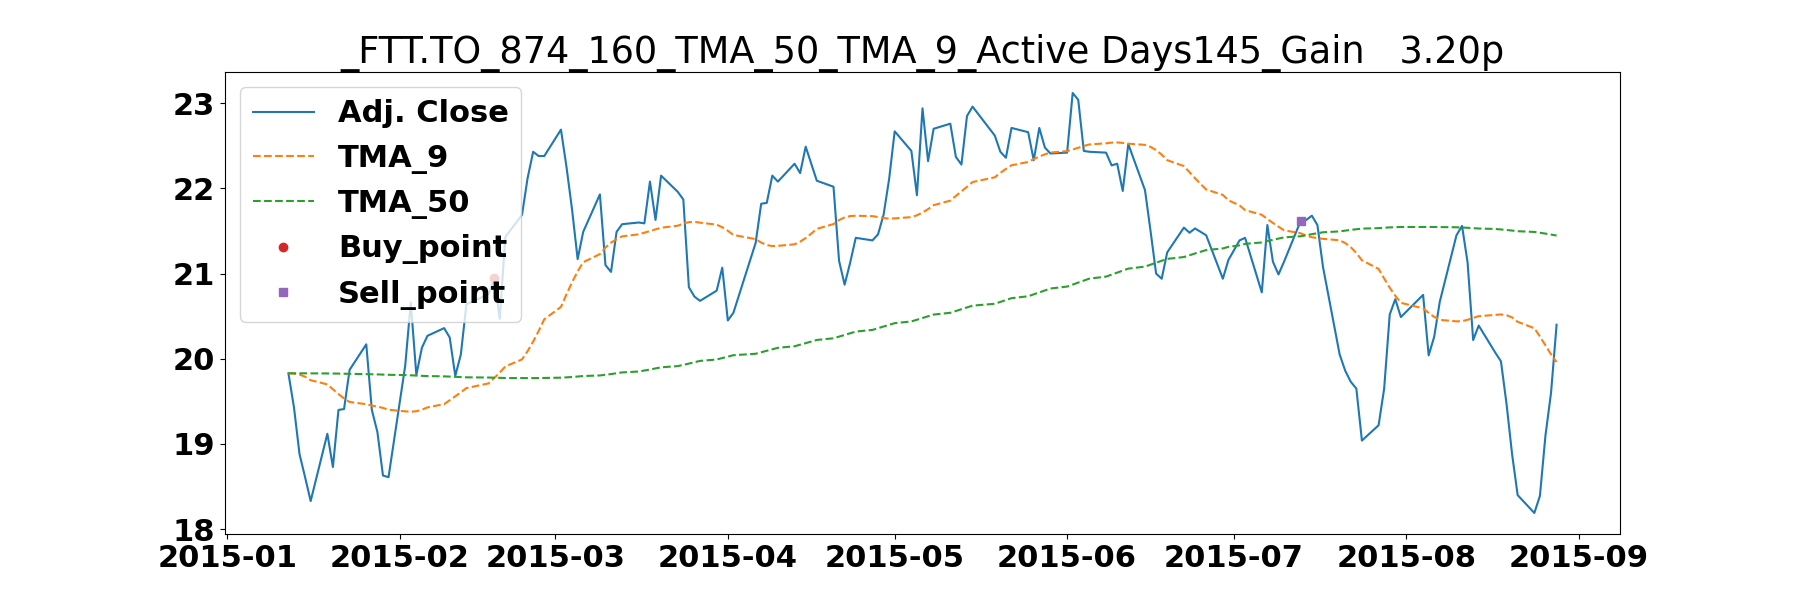 _FTT.TO_874_160_TMA_50_TMA_9_Active Days145_Gain   3.20p
23
22
21
20
19
18
Adj. Close
TMA_9
TMA_50
Buy_point
Sell_point
2015-01 2015-02 2015-03 2015-04 2015-05 2015-06 2015-07 2015-08 2015-09